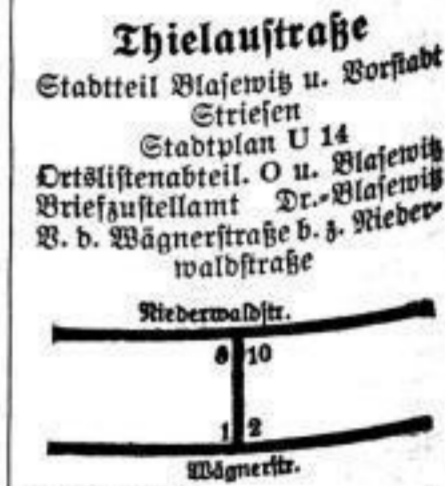 Thielauſtraße
Stadtteil Blaſewitz u. Vorſtadt
Strieſen
Stadtplan U 14
Ortsliſtenabteil. O u. Blaſewitz
Briefzuſtellamt Dr.-Blaſewitz
V. d. Wägnerſtraße b. z. Nieder-
waldſtraße
Niederwaldſtr.
8 10
1 2
Wägnerſtr.